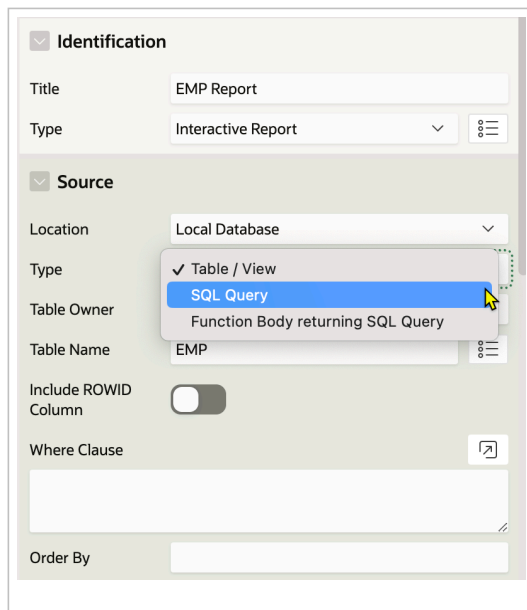 Identification
Title EMP Report
Type Interactive Report
Source
Location Local Database
Type ✓ Table / View
SQL Query
Table Owner Function Body returning SQL Query
Table Name EMP
Include ROWID
Column
Where Clause
Order By